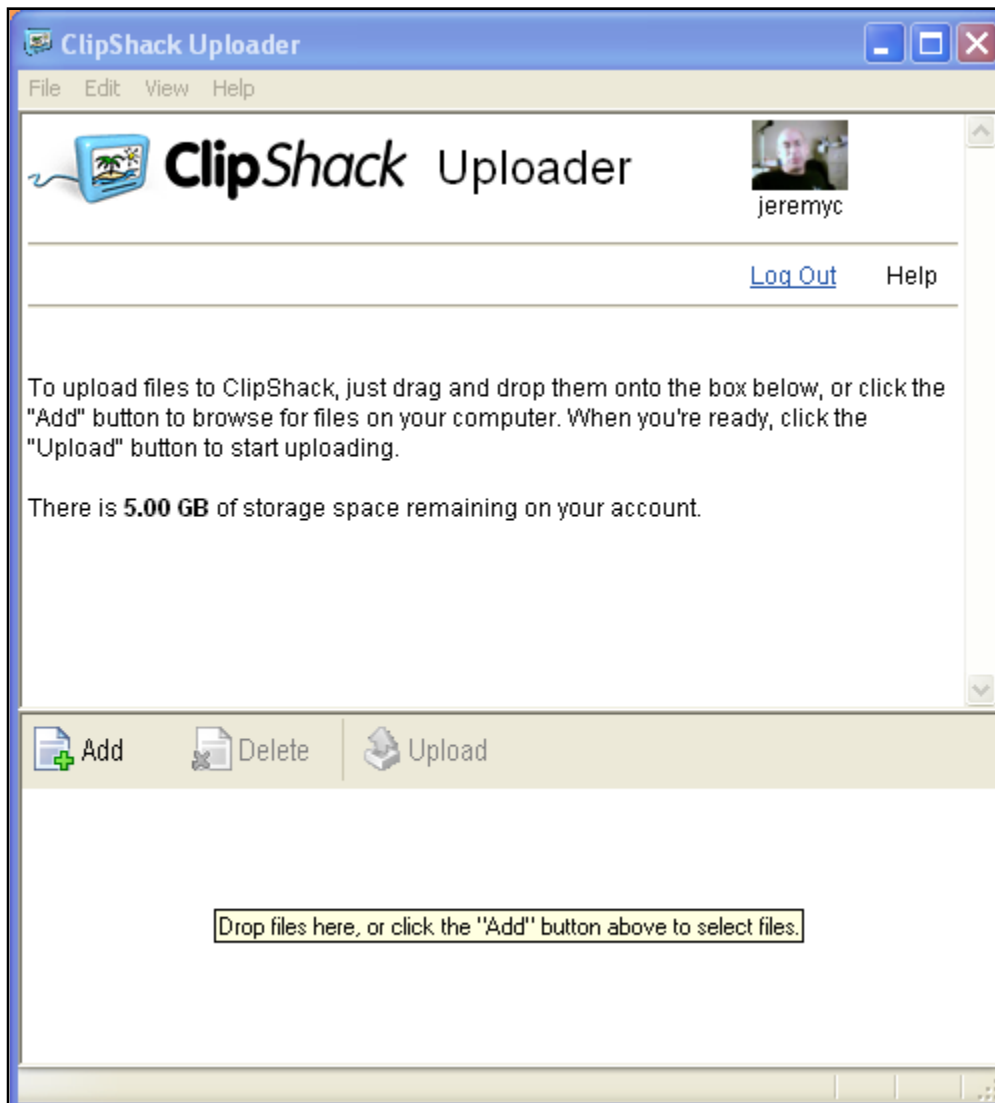 ClipShack Uploader
File Edit View Help
ClipShack Uploader
jeremyc
Log Out Help
To upload files to ClipShack, just drag and drop them onto the box below, or click the
"Add" button to browse for files on your computer. When you're ready, click the
"Upload" button to start uploading.
There is 5.00 GB of storage space remaining on your account.
Add Delete Upload
Drop files here, or click the "Add" button above to select files.